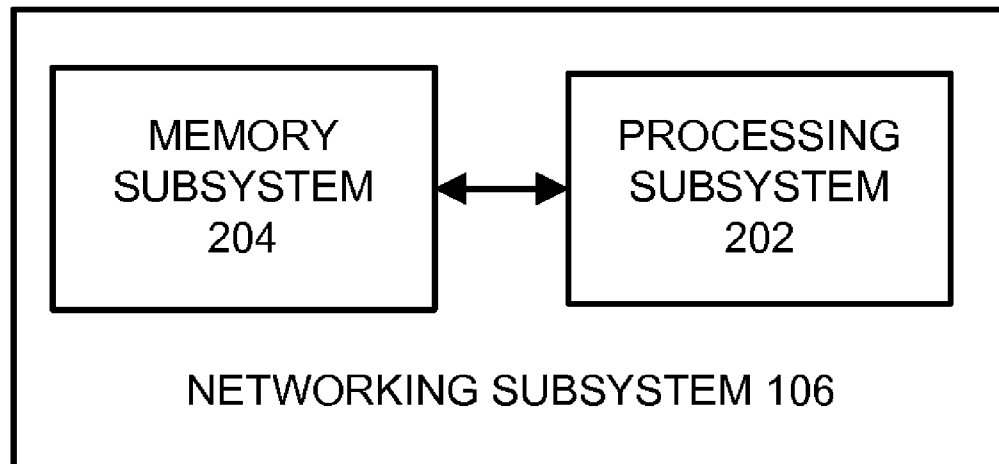 MEMORY
SUBSYSTEM
204
PROCESSING
SUBSYSTEM
202
NETWORKING SUBSYSTEM 106